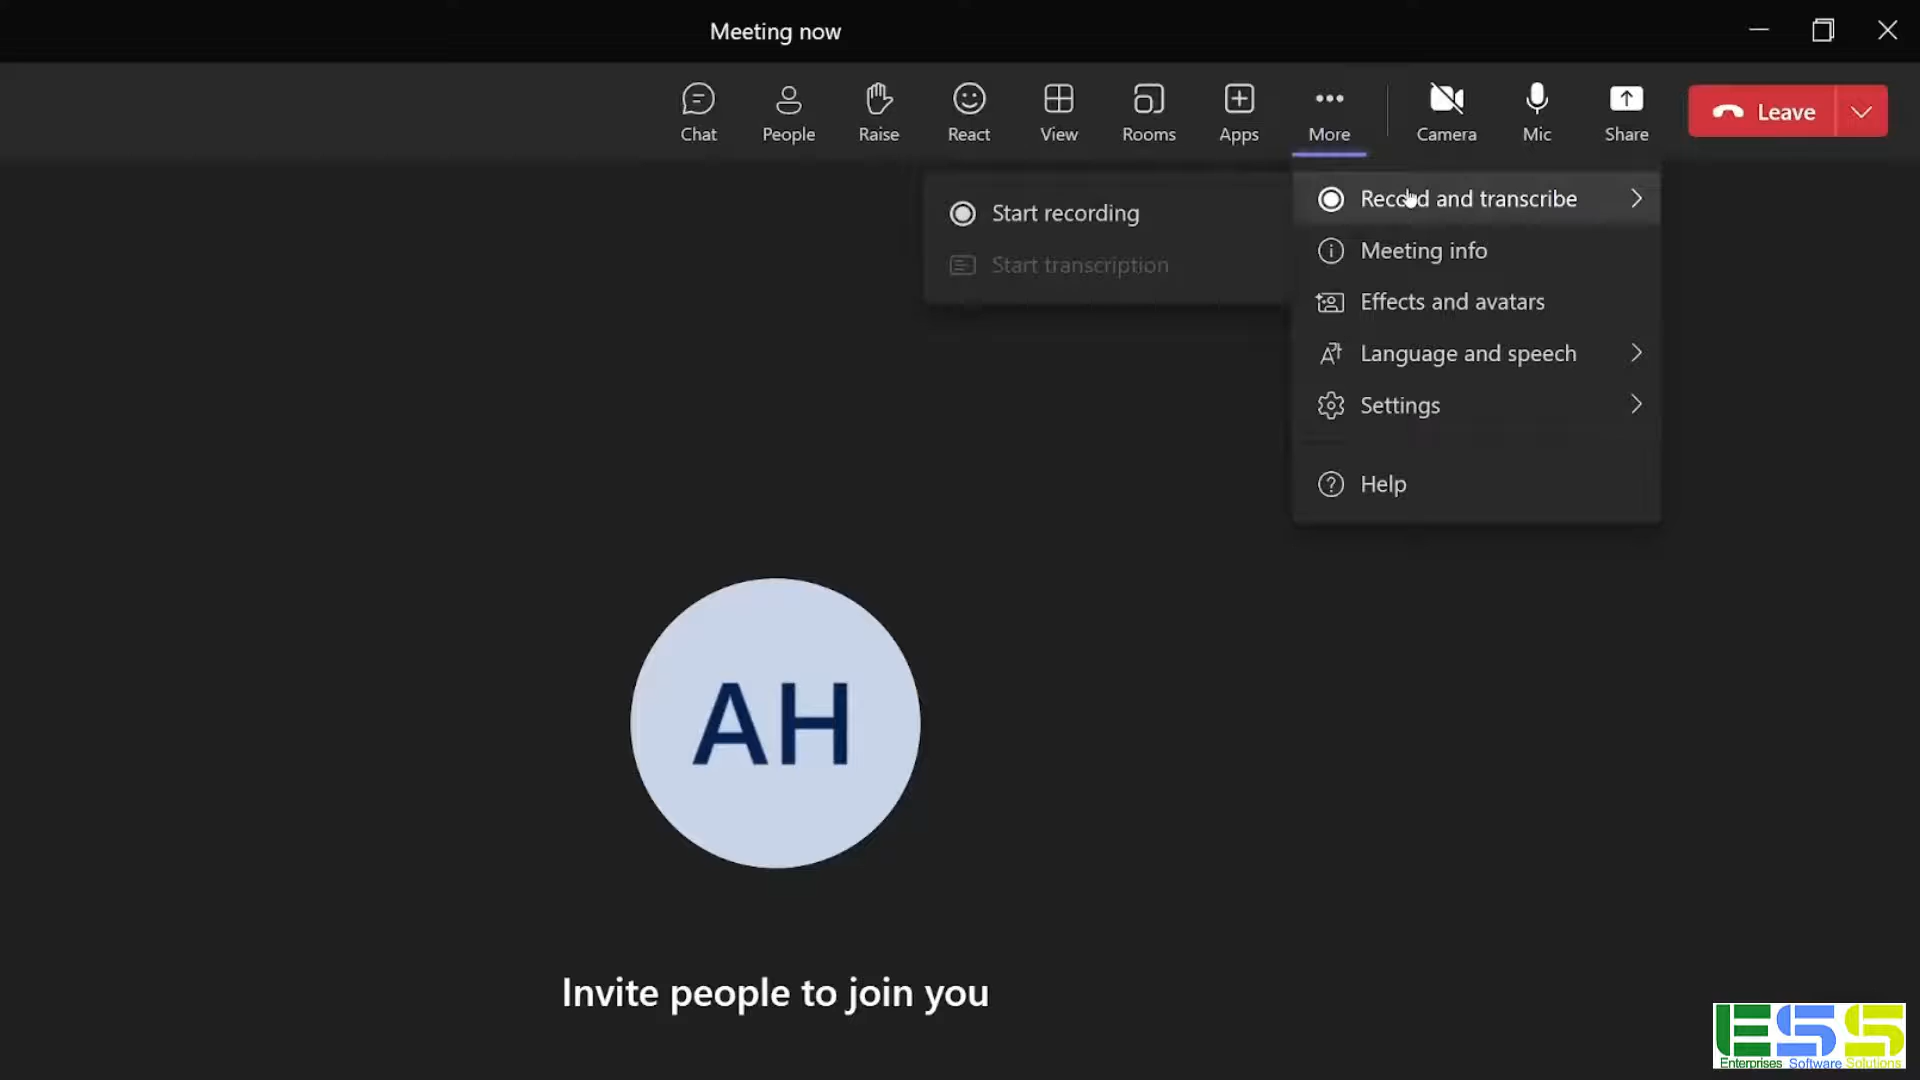 Meeting now
Chat
People
Raise
React
View
Rooms
Apps
More
Camera
Mic
Share
Leave
Start recording
Start transcription
Record and transcribe
Meeting info
Effects and avatars
Language and speech
Settings
Help
AH
Invite people to join you
ESS
Enterprises Software Solutions